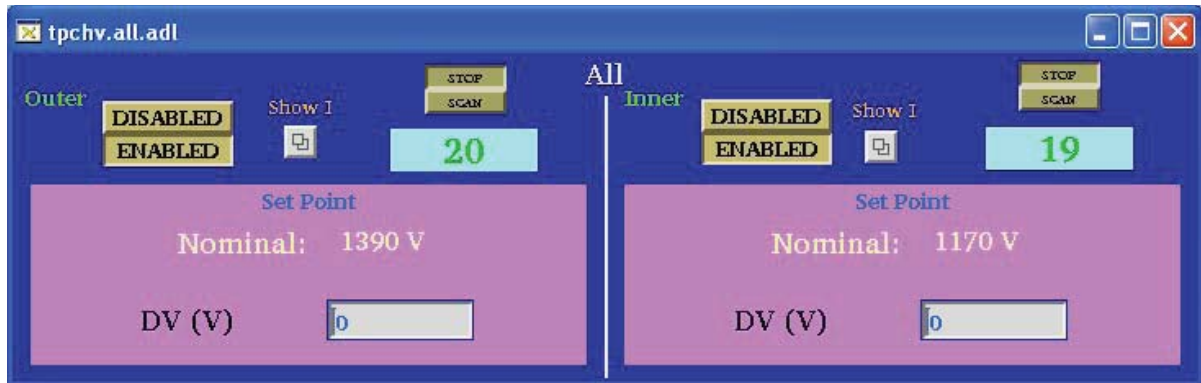 tpchv.all.adl
All
Outer
DISABLED
ENABLED
Show I
STOP
SCAN
20
Set Point
Nominal: 1390 V
DV (V) 0
Inner
DISABLED
ENABLED
Show I
STOP
SCAN
19
Set Point
Nominal: 1170 V
DV (V) 0